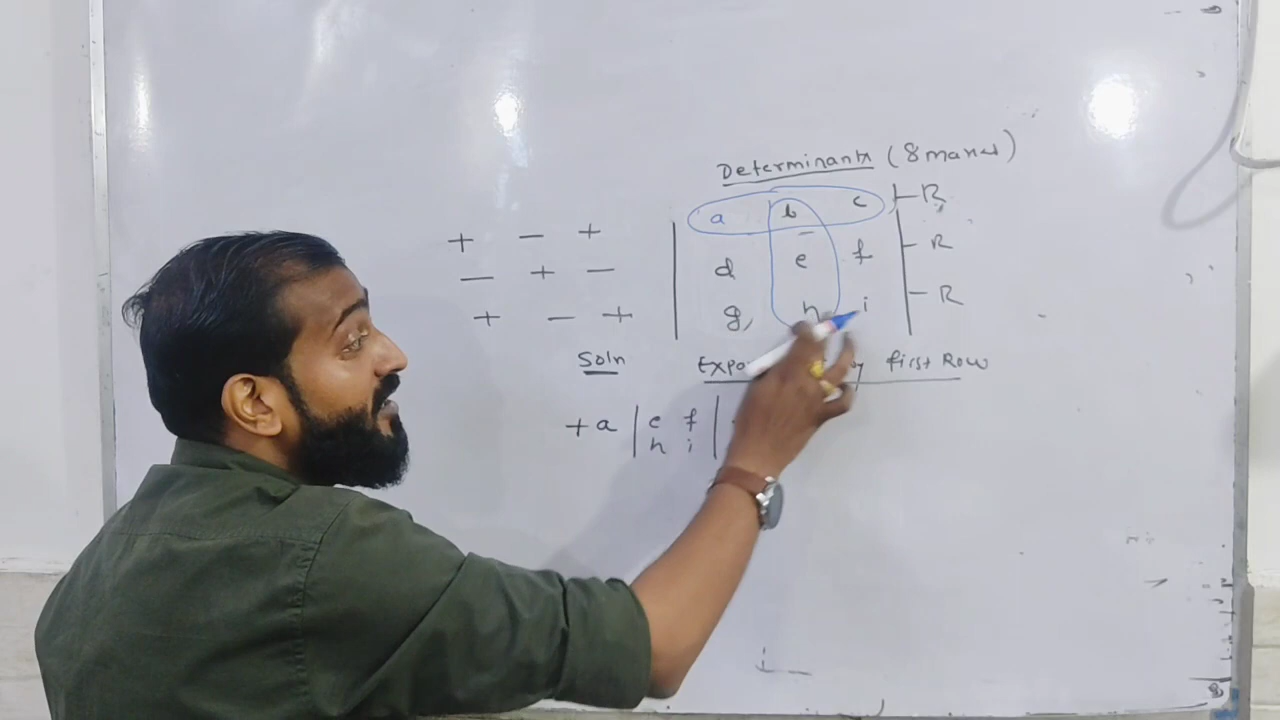 Determinants (8 marks)
+ − +
− + −
+ − +
a b c R
d e f R
g, h i R
Soln first Row
+a | e f |
| h i |